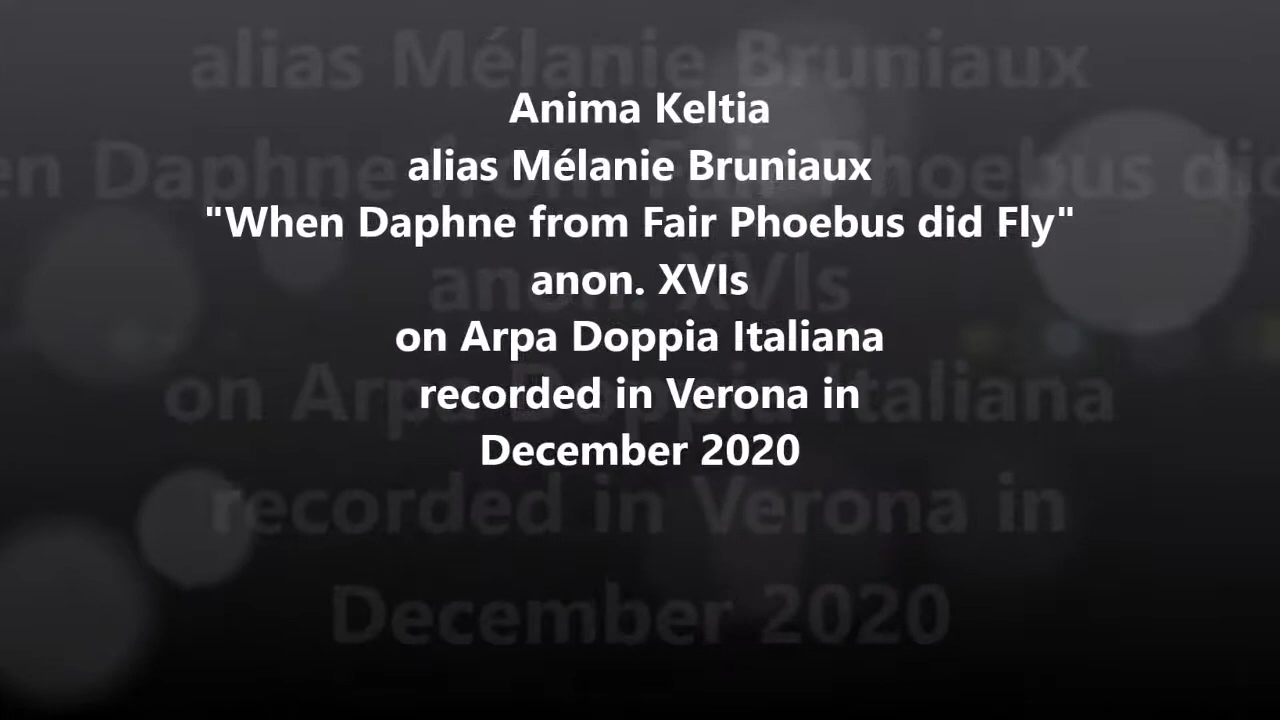 Anima Keltia
alias Mélanie Bruniaux
"When Daphne from Fair Phoebus did Fly"
anon. XVIs
on Arpa Doppia Italiana
recorded in Verona in
December 2020